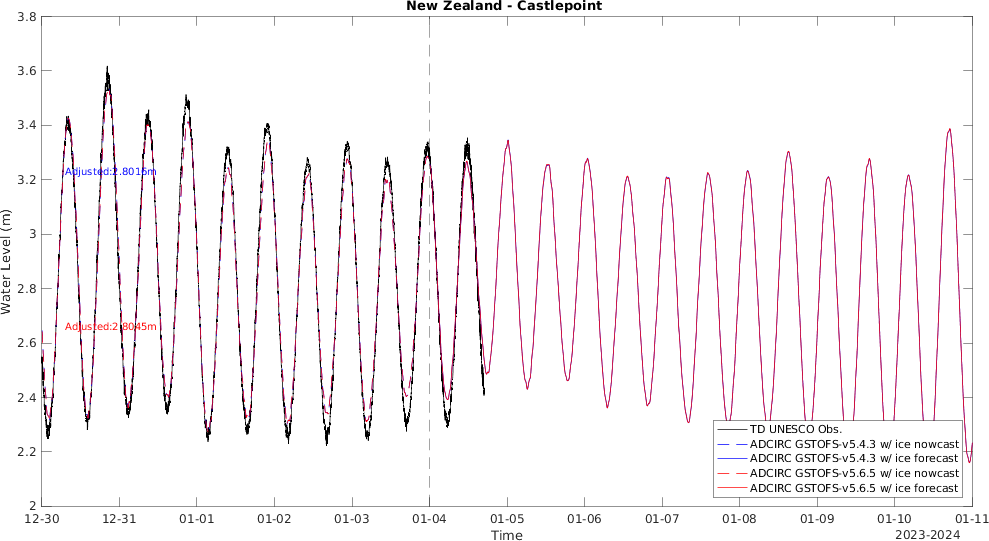 New Zealand - Castlepoint
3.8
3.6
3.4
3.2
3
2.8
2.6
2.4
2.2
2
Water Level (m)
Adjusted:2.8016m
Adjusted:2.8045m
TD UNESCO Obs.
ADCIRC GSTOFS-v5.4.3 w/ ice nowcast
ADCIRC GSTOFS-v5.4.3 w/ ice forecast
ADCIRC GSTOFS-v5.6.5 w/ ice nowcast
ADCIRC GSTOFS-v5.6.5 w/ ice forecast
12-30 12-31 01-01 01-02 01-03 01-04 01-05 01-06 01-07 01-08 01-09 01-10 01-11
Time
2023-2024